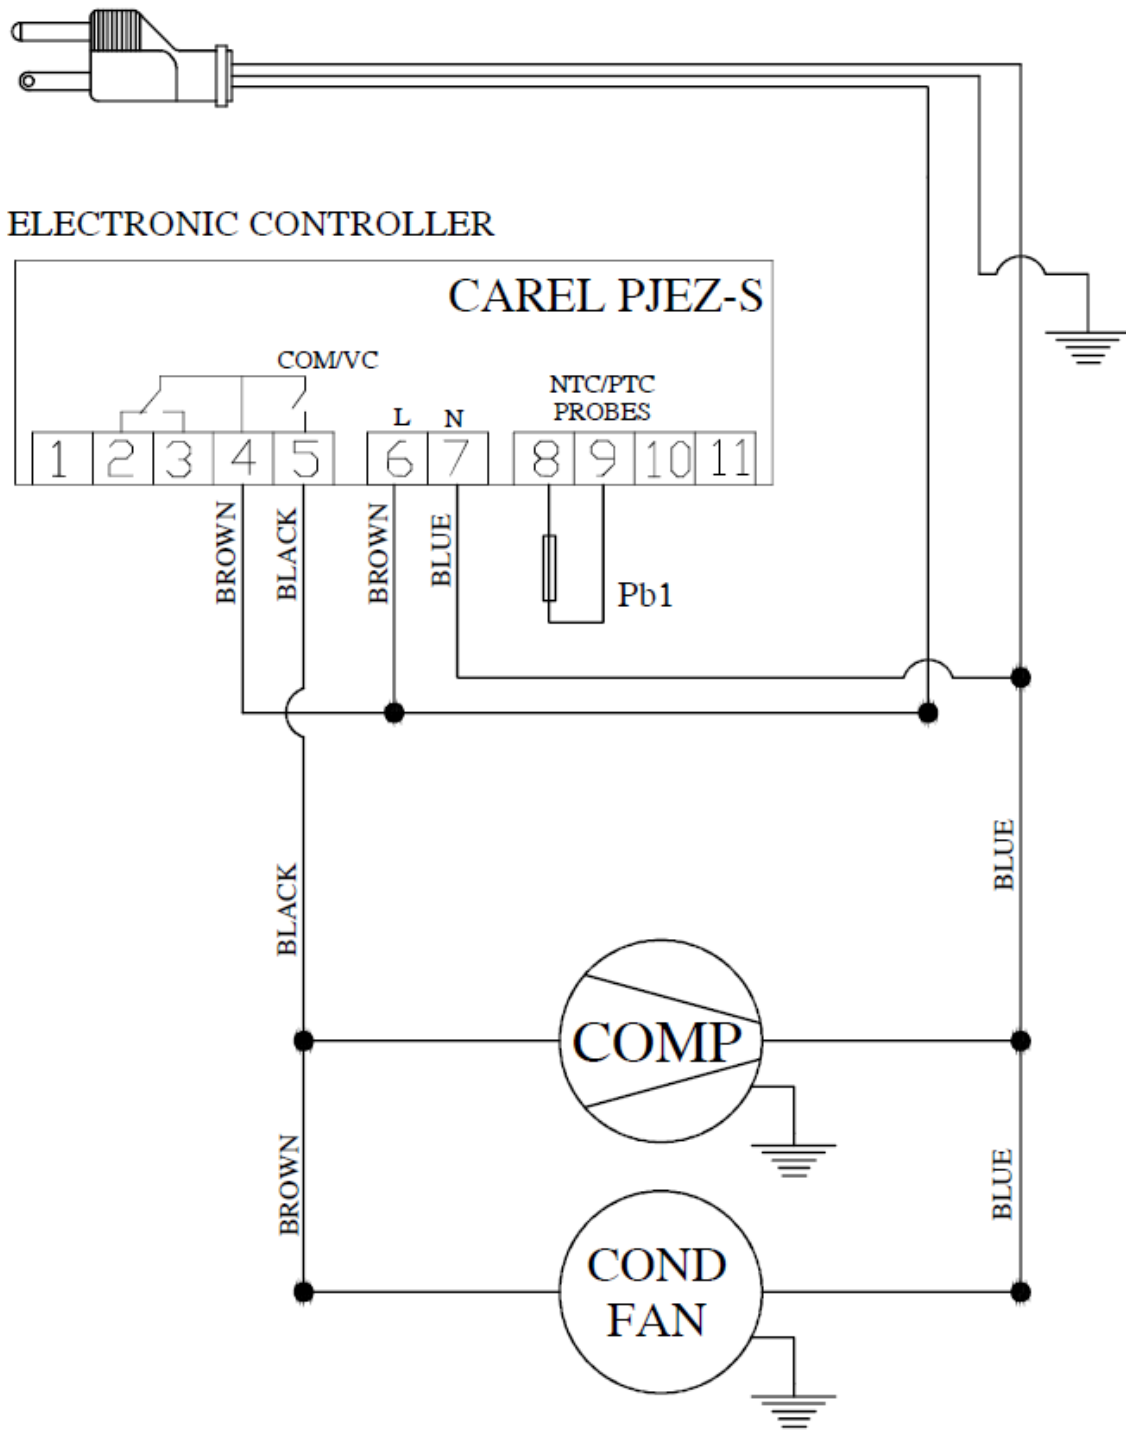 ELECTRONIC CONTROLLER
CAREL PJEZ-S
COM/VC
NTC/PTC
PROBES
L N
1 2 3 4 5 6 7 8 9 10 11
BROWN
BLACK
BROWN
BLUE
Pb1
BLACK
BLUE
COMP
BROWN
BLUE
COND
FAN